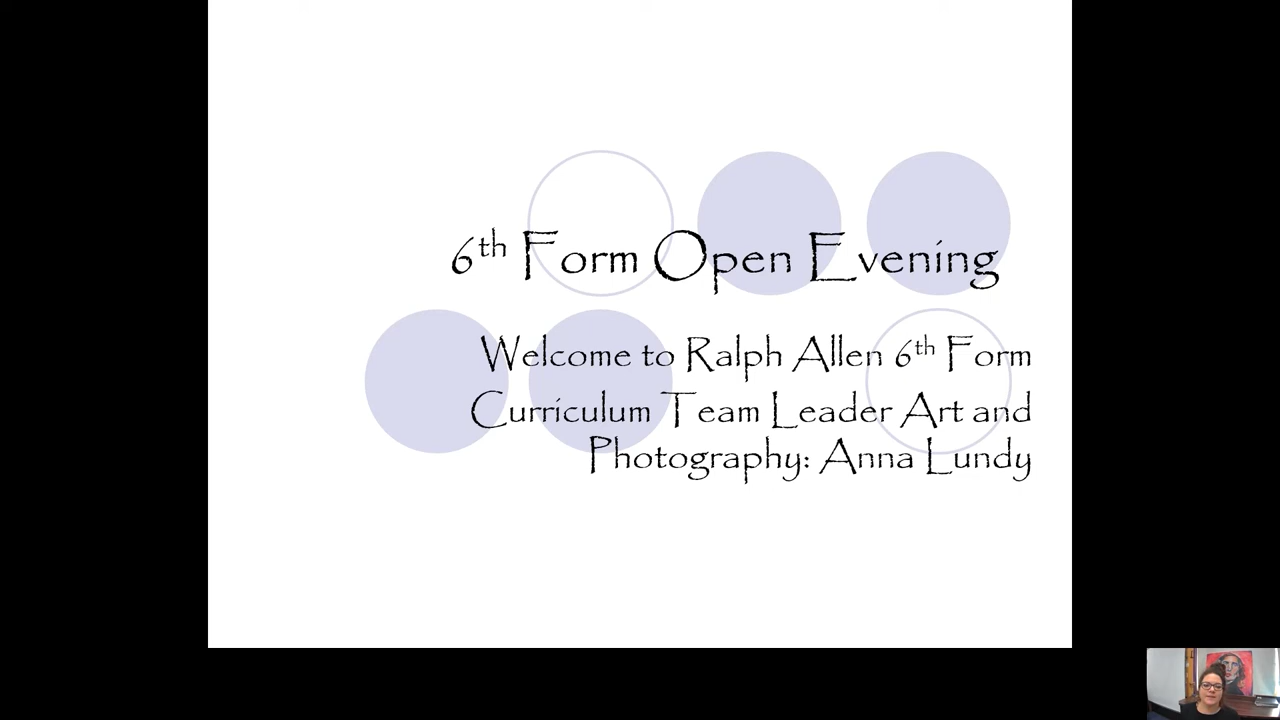 6th Form Open Evening
Welcome to Ralph Allen 6th Form
Curriculum Team Leader Art and
Photography: Anna Lundy